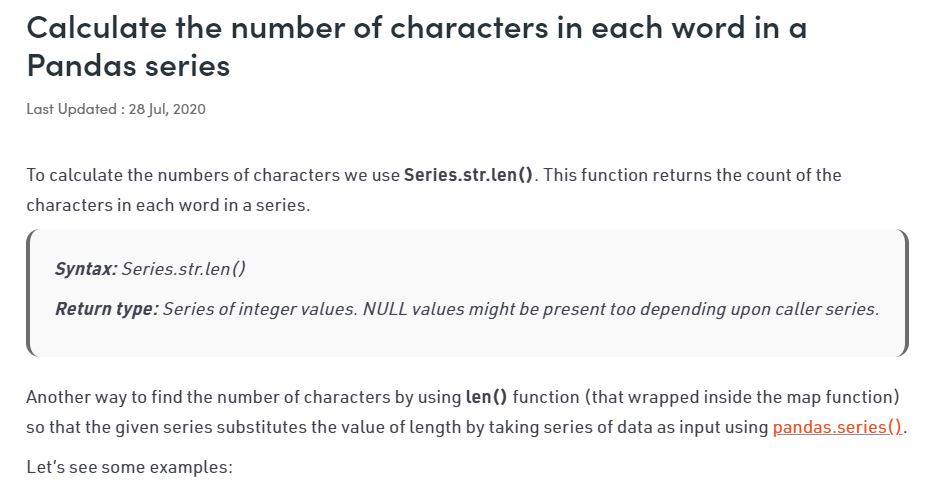 Calculate the number of characters in each word in a
Pandas series
Last Updated : 28 Jul, 2020
To calculate the numbers of characters we use Series.str.len(). This function returns the count of the
characters in each word in a series.
Syntax: Series.str.len()
Return type: Series of integer values. NULL values might be present too depending upon caller series.
Another way to find the number of characters by using len() function (that wrapped inside the map function)
so that the given series substitutes the value of length by taking series of data as input using pandas.series().
Let’s see some examples: